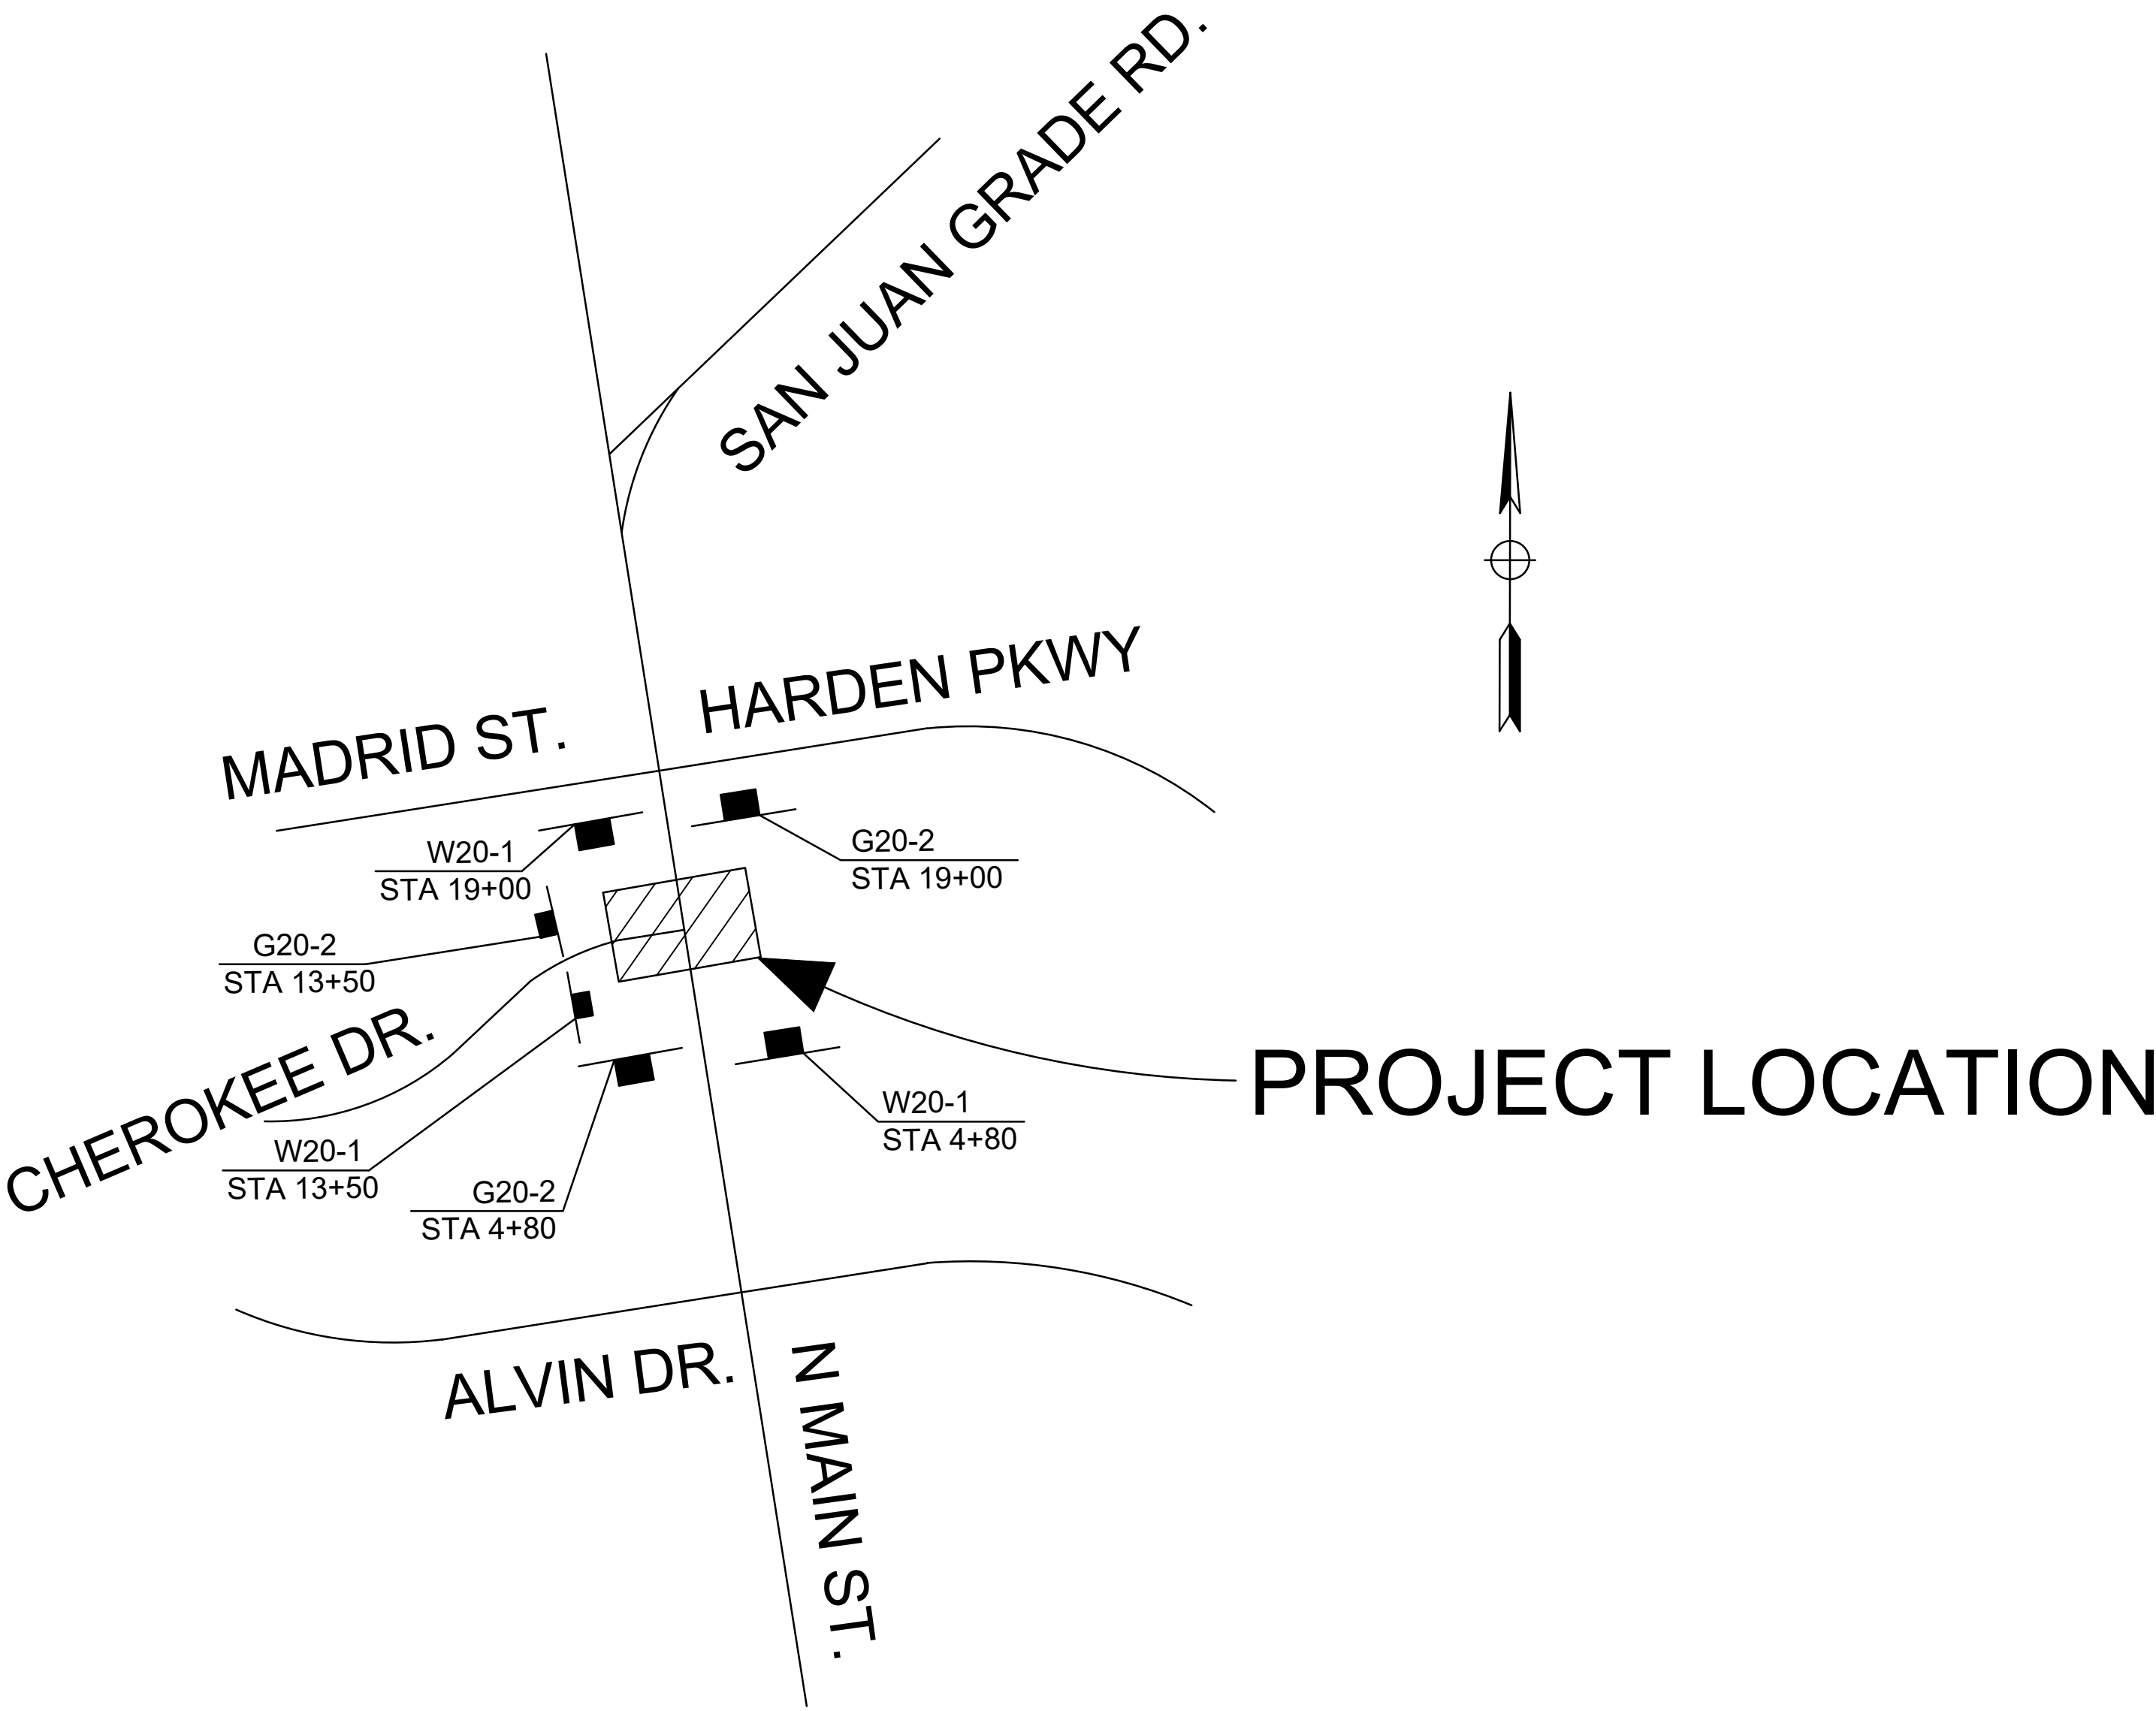 SAN JUAN GRADE RD.
HARDEN PKWY
MADRID ST.
W20-1
STA 19+00
G20-2
STA 19+00
G20-2
STA 13+50
CHEROKEE DR.
PROJECT LOCATION
W20-1
STA 4+80
W20-1
STA 13+50
G20-2
STA 4+80
ALVIN DR.
N MAIN ST.